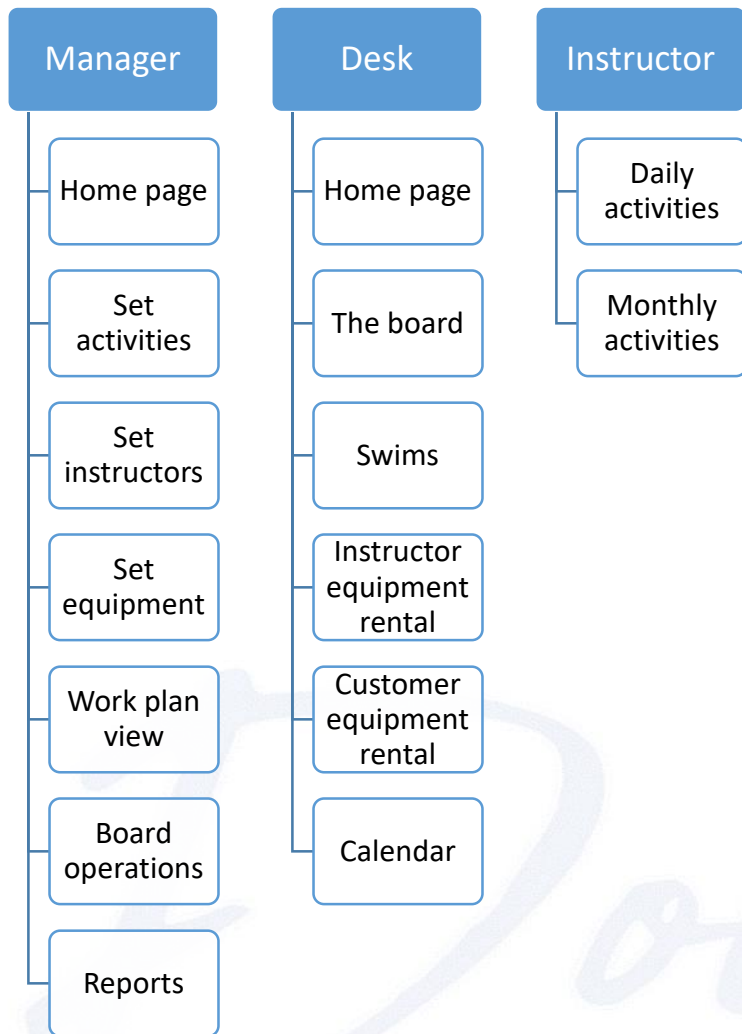 Manager
Home page
Set
activities
Set
instructors
Set
equipment
Work plan
view
Board
operations
Reports
Desk
Home page
The board
Swims
Instructor
equipment
rental
Customer
equipment
rental
Calendar
Instructor
Daily
activities
Monthly
activities